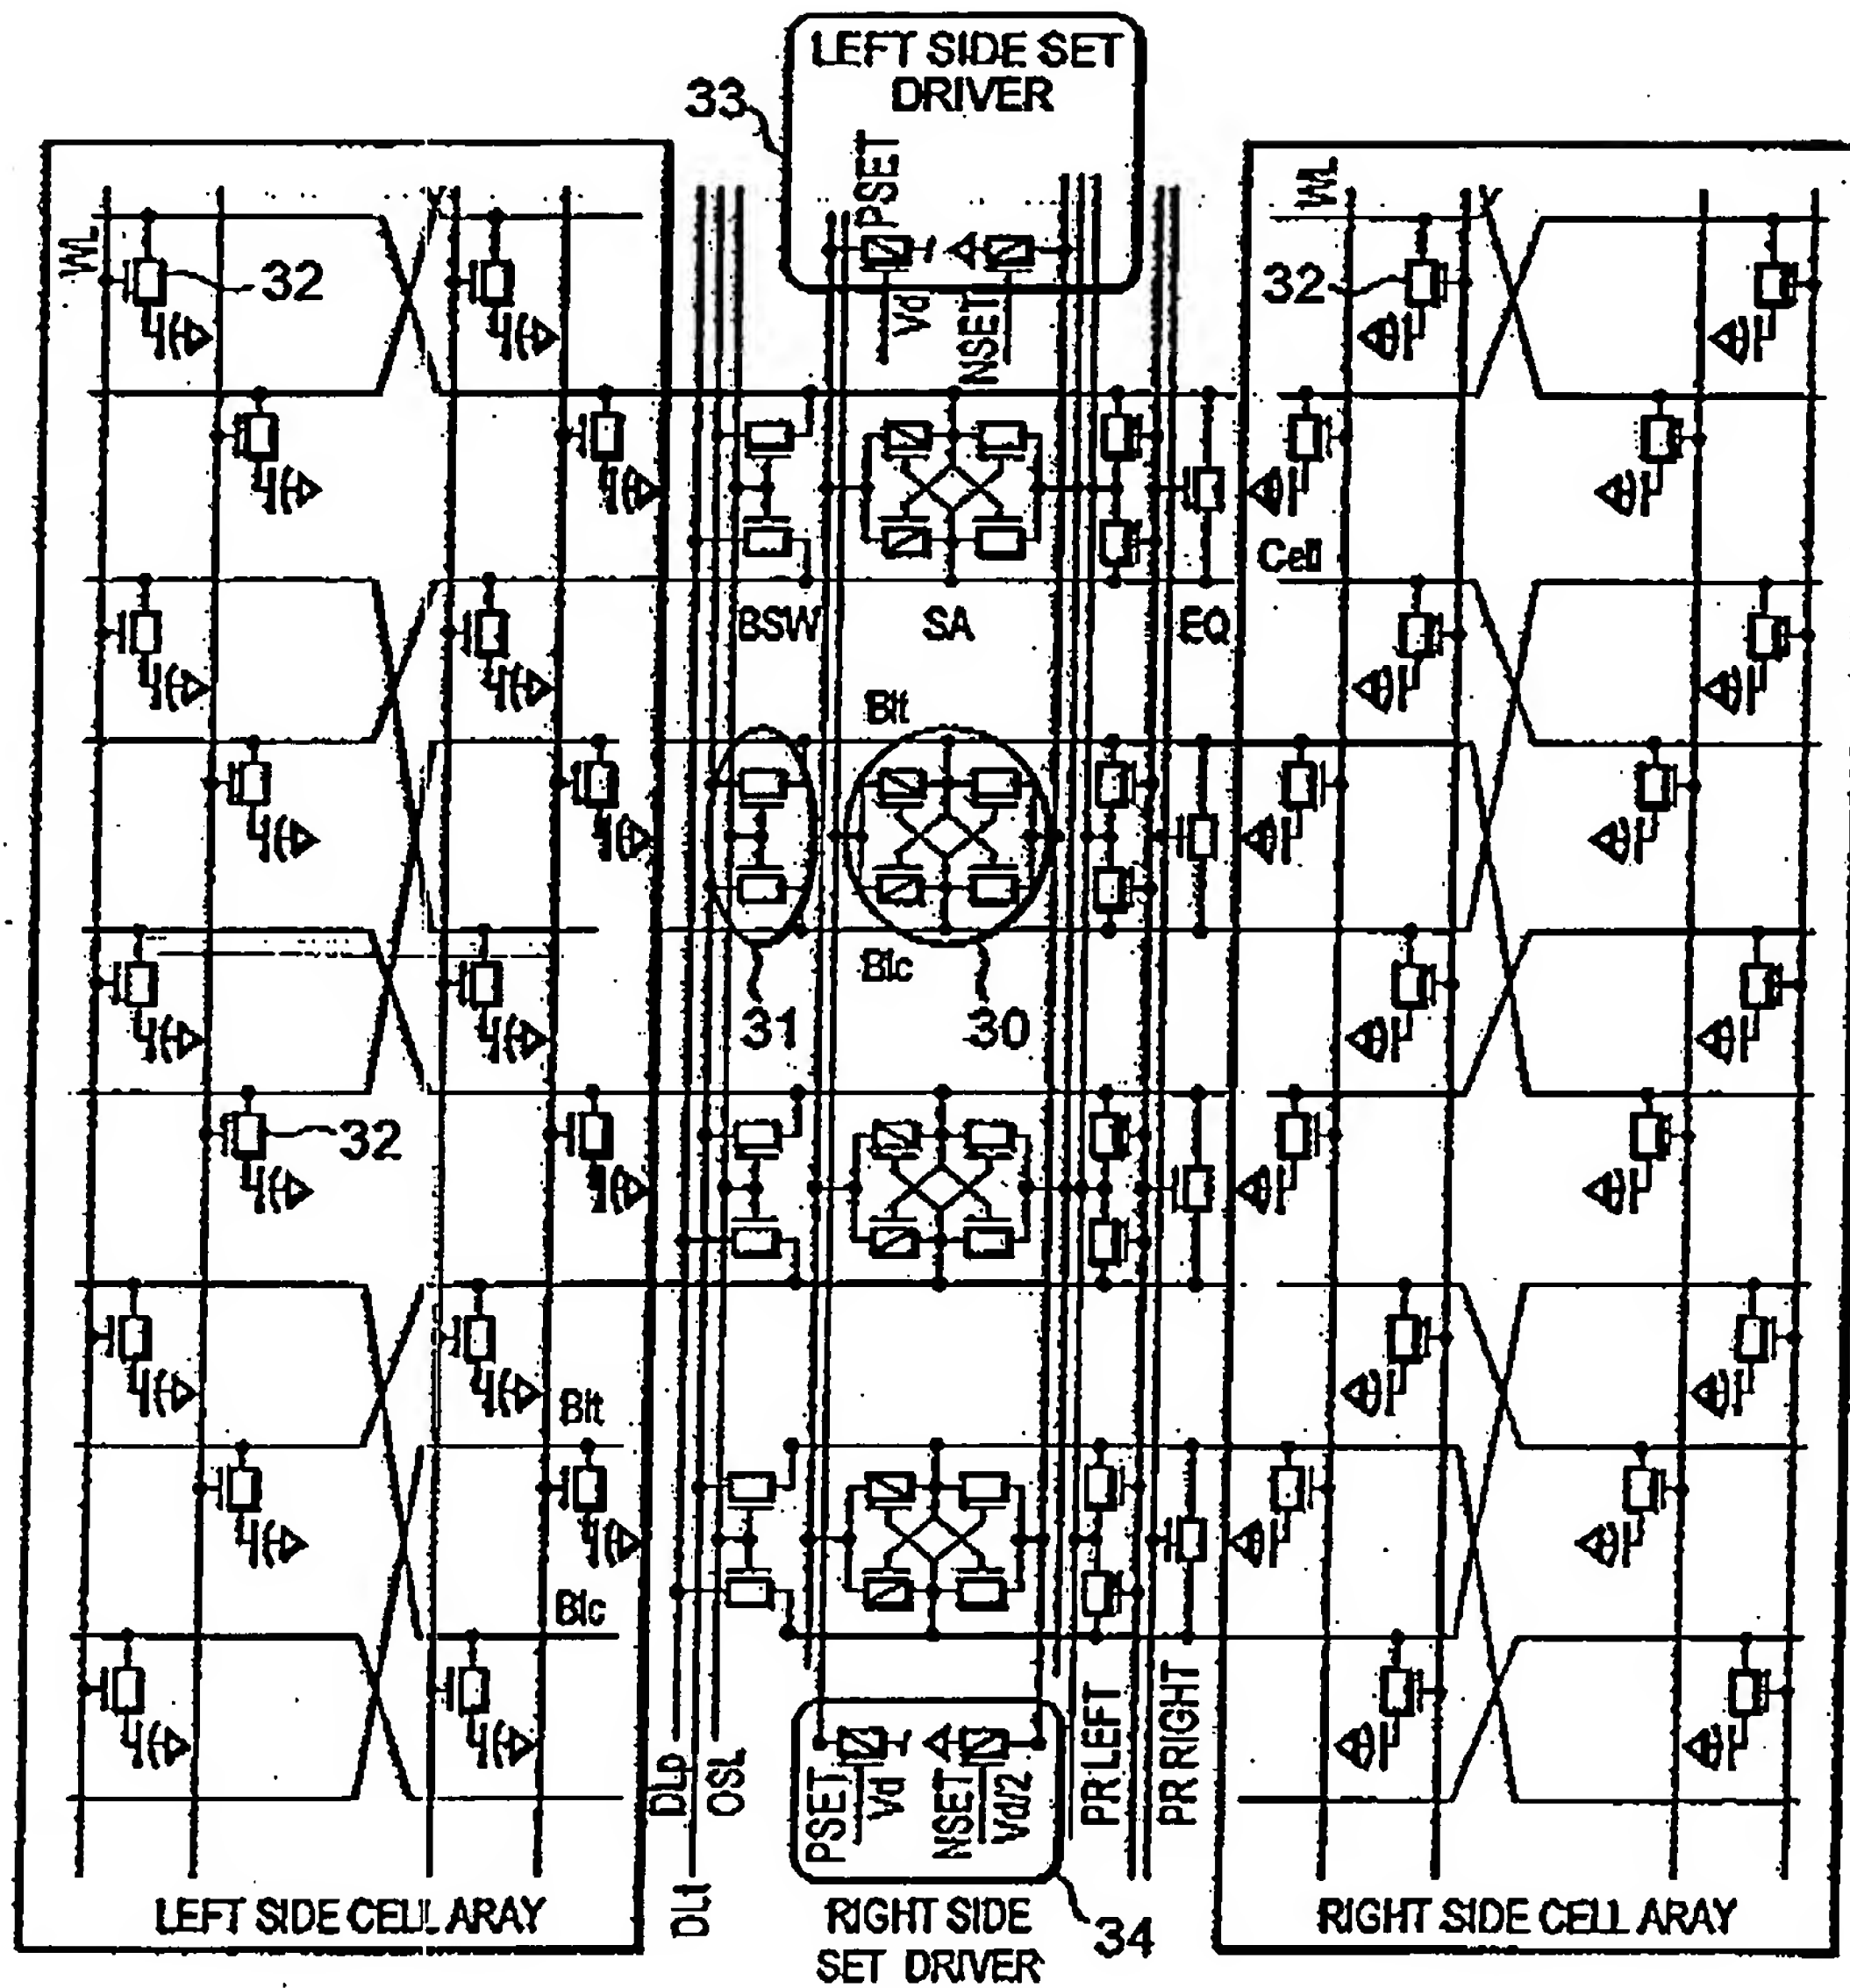 LEFT SIDE SET
DRIVER
33
PSET
Vd
NSET
WL
32
WL
32
Cell
BSW
SA
EQ
Blt
Blc
31
30
32
Blt
Blc
DLp
DLt
OSL
PSET
Vd
NSET
Vd/2
PR LEFT
PR RIGHT
LEFT SIDE CELL ARAY
RIGHT SIDE
SET DRIVER
34
RIGHT SIDE CELL ARAY